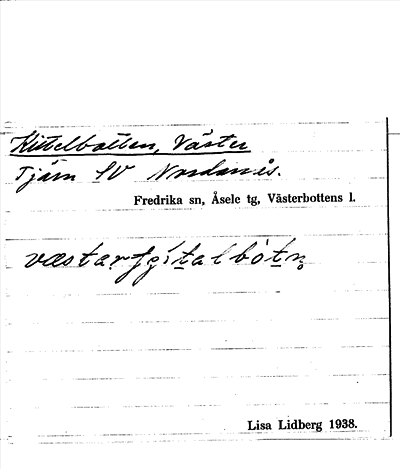 Kittelbotten, Väster
Tjärn SV Nordanås.
Fredrika sn, Åsele tg, Västerbottens l.
Lisa Lidberg 1938.